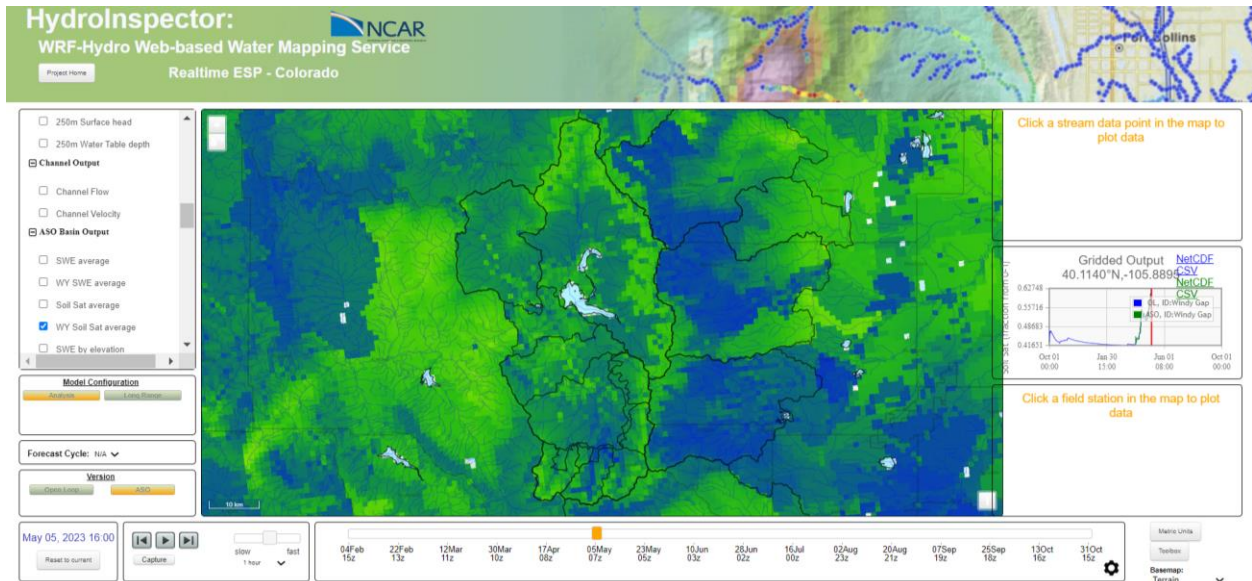 HydroInspector:
NCAR
WRF-Hydro Web-based Water Mapping Service
Project Home
Realtime ESP - Colorado
Fort Collins
250m Surface head
250m Water Table depth
Channel Output
Channel Flow
Channel Velocity
ASO Basin Output
SWE average
WY SWE average
Soil Sat average
WY Soil Sat average
SWE by elevation
Model Configuration
Analysis
Long Range
Forecast Cycle: N/A
Version
Open Loop
ASO
10 km
Click a stream data point in the map to
plot data
Gridded Output
40.1140°N,-105.8895
NetCDF
CSV
NetCDF
CSV
OL, ID:Windy Gap
ASO, ID:Windy Gap
Soil Sat. (fraction from 0-1)
0.62748
0.55716
0.48683
0.41651
Oct 01 Jan 30 Jun 01 Oct 01
00:00 15:00 08:00 00:00
Click a field station in the map to plot
data
May 05, 2023 16:00
Reset to current
Capture
slow fast
1 hour
04Feb 22Feb 12Mar 30Mar 17Apr 05May 23May 10Jun 28Jun 16Jul 02Aug 20Aug 07Sep 25Sep 13Oct 31Oct
15z 13z 11z 10z 08z 07z 05z 03z 02z 00z 23z 21z 19z 18z 16z 15z
Metric Units
Toolbox
Basemap:
Terrain